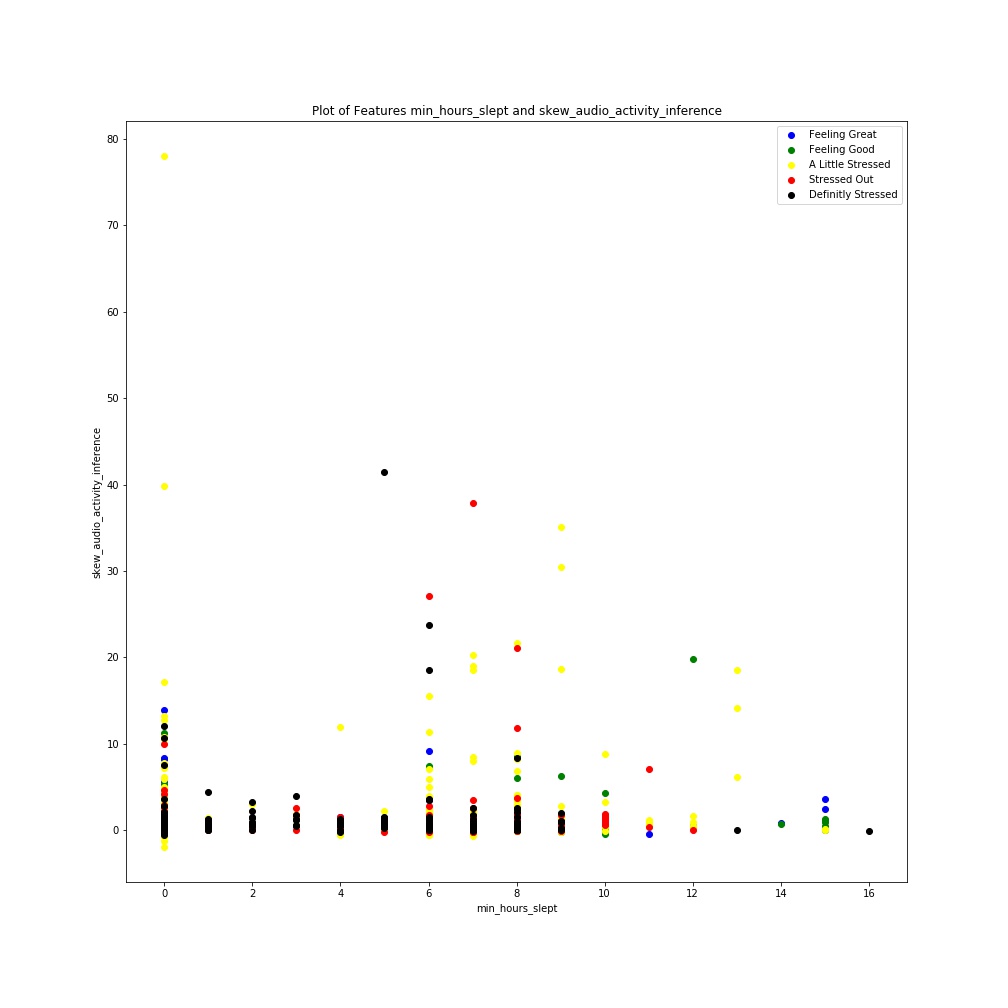 Plot of Features min_hours_slept and skew_audio_activity_inference
Feeling Great
Feeling Good
A Little Stressed
Stressed Out
Definitly Stressed
80
70
60
50
40
30
20
10
0
skew_audio_activity_inference
0 2 4 6 8 10 12 14 16
min_hours_slept